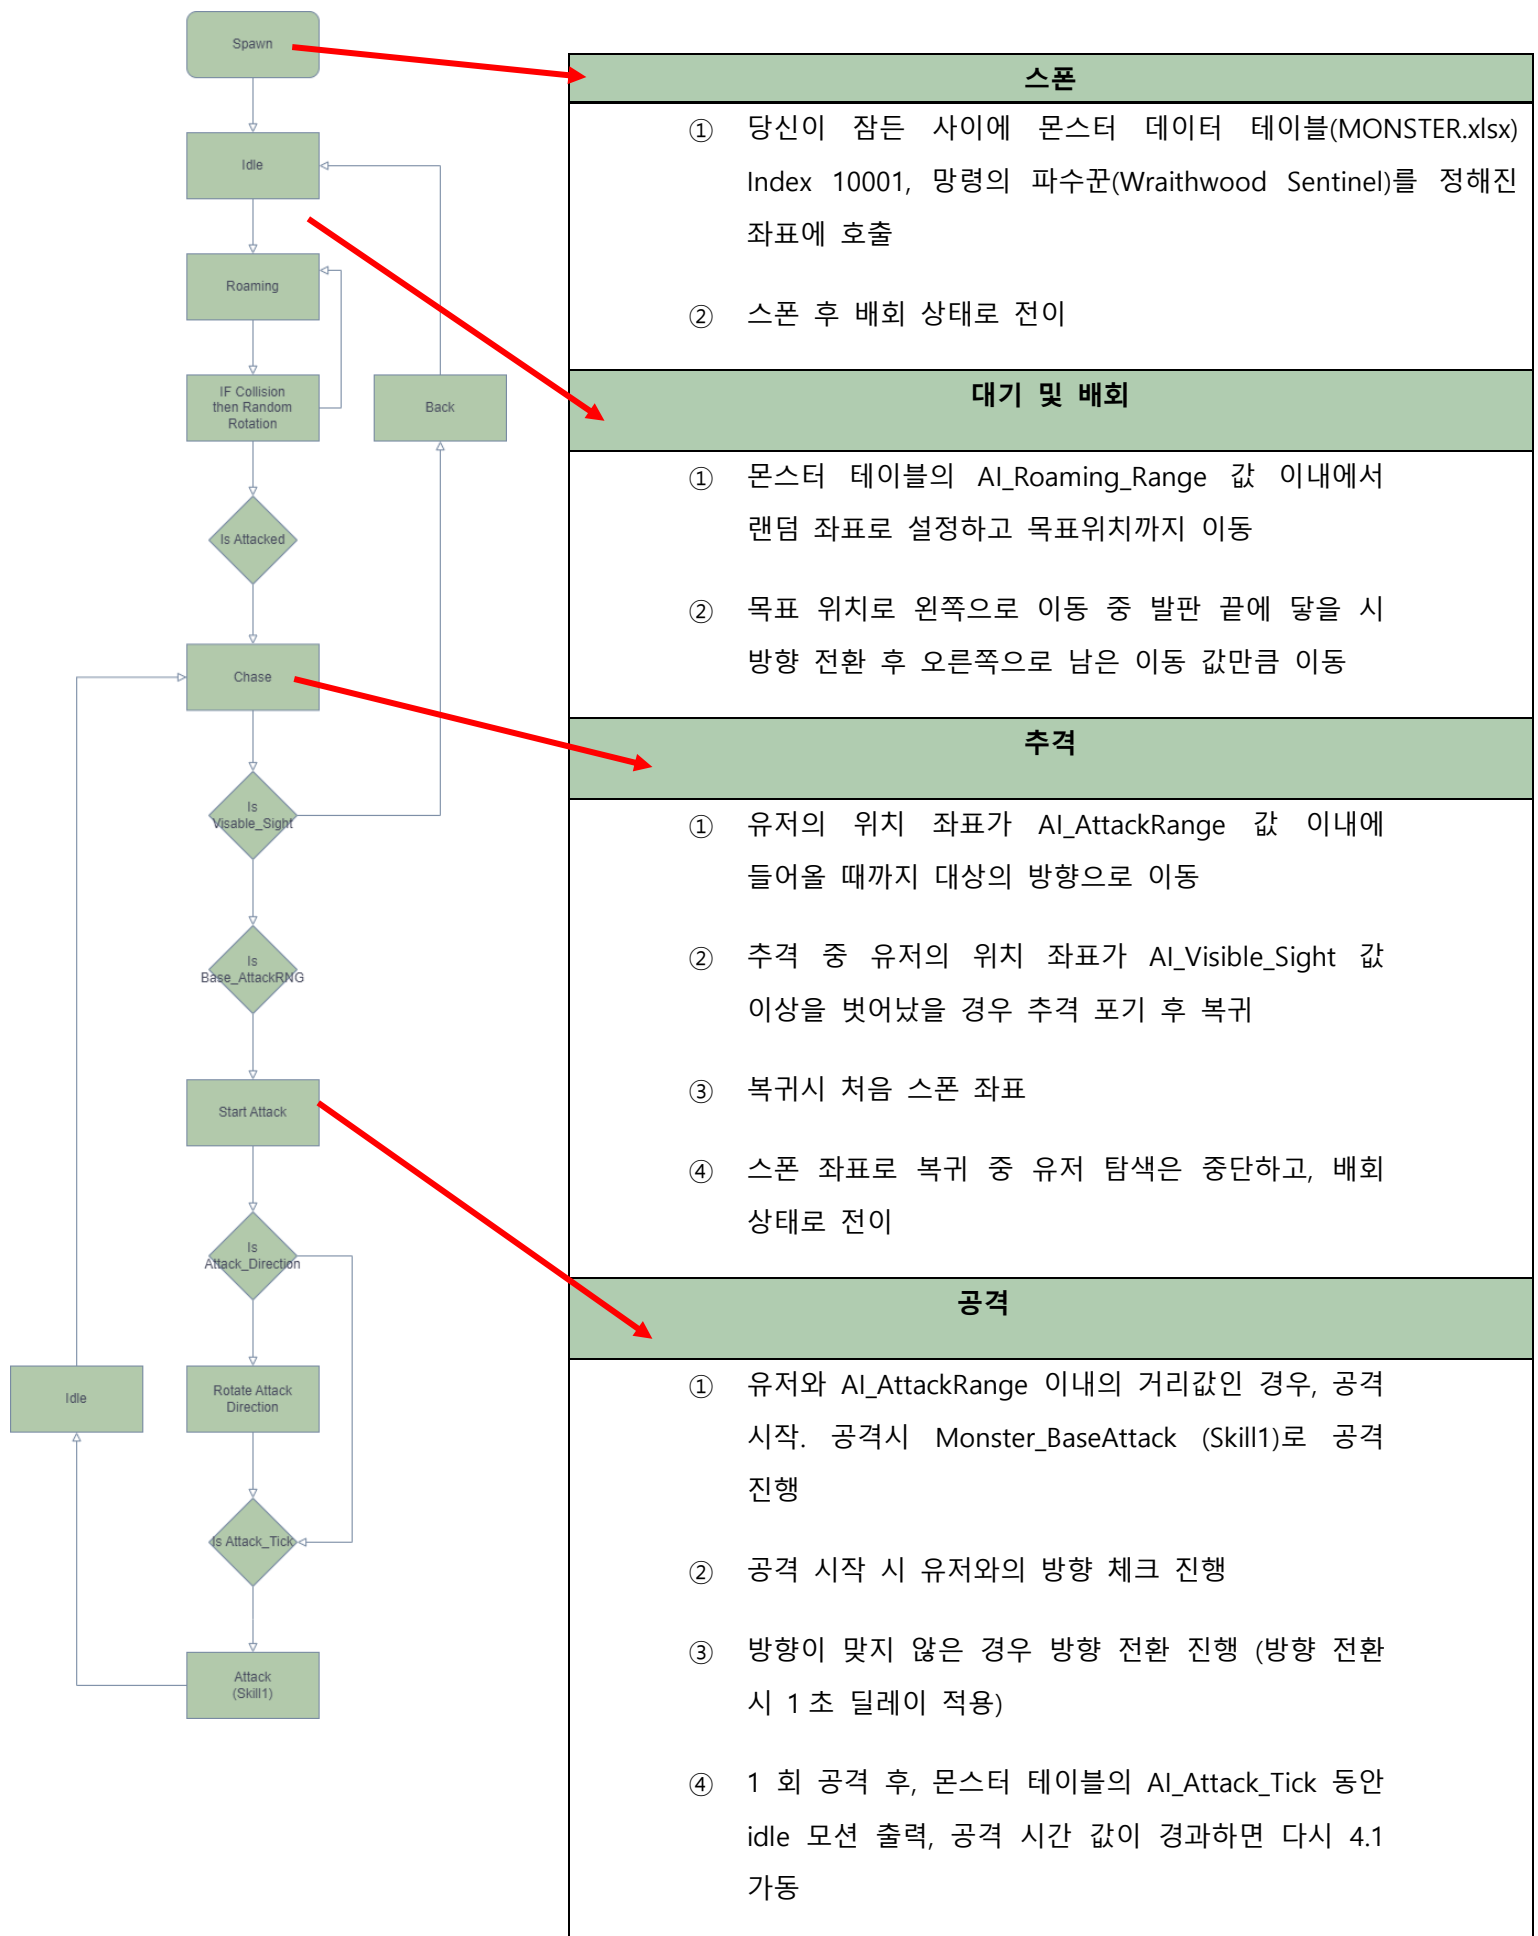 Spawn
Idle
Roaming
IF Collision
then Random
Rotation
Back
Is Attacked
Chase
Is
Visable_Sight
Is
Base_AttackRNG
Start Attack
Is
Attack_Direction
Idle
Rotate Attack
Direction
Is Attack_Tick
Attack
(Skill1)
스폰
① 당신이 잠든 사이에 몬스터 데이터 테이블(MONSTER.xlsx)
Index 10001, 망령의 파수꾼(Wraithwood Sentinel)를 정해진
좌표에 호출
② 스폰 후 배회 상태로 전이
대기 및 배회
① 몬스터 테이블의 AI_Roaming_Range 값 이내에서
랜덤 좌표로 설정하고 목표위치까지 이동
② 목표 위치로 왼쪽으로 이동 중 발판 끝에 닿을 시
방향 전환 후 오른쪽으로 남은 이동 값만큼 이동
추격
① 유저의 위치 좌표가 AI_AttackRange 값 이내에
들어올 때까지 대상의 방향으로 이동
② 추격 중 유저의 위치 좌표가 AI_Visible_Sight 값
이상을 벗어났을 경우 추격 포기 후 복귀
③ 복귀시 처음 스폰 좌표
④ 스폰 좌표로 복귀 중 유저 탐색은 중단하고, 배회
상태로 전이
공격
① 유저와 AI_AttackRange 이내의 거리값인 경우, 공격
시작. 공격시 Monster_BaseAttack (Skill1)로 공격
진행
② 공격 시작 시 유저와의 방향 체크 진행
③ 방향이 맞지 않은 경우 방향 전환 진행 (방향 전환
시 1 초 딜레이 적용)
④ 1 회 공격 후, 몬스터 테이블의 AI_Attack_Tick 동안
idle 모션 출력, 공격 시간 값이 경과하면 다시 4.1
가동